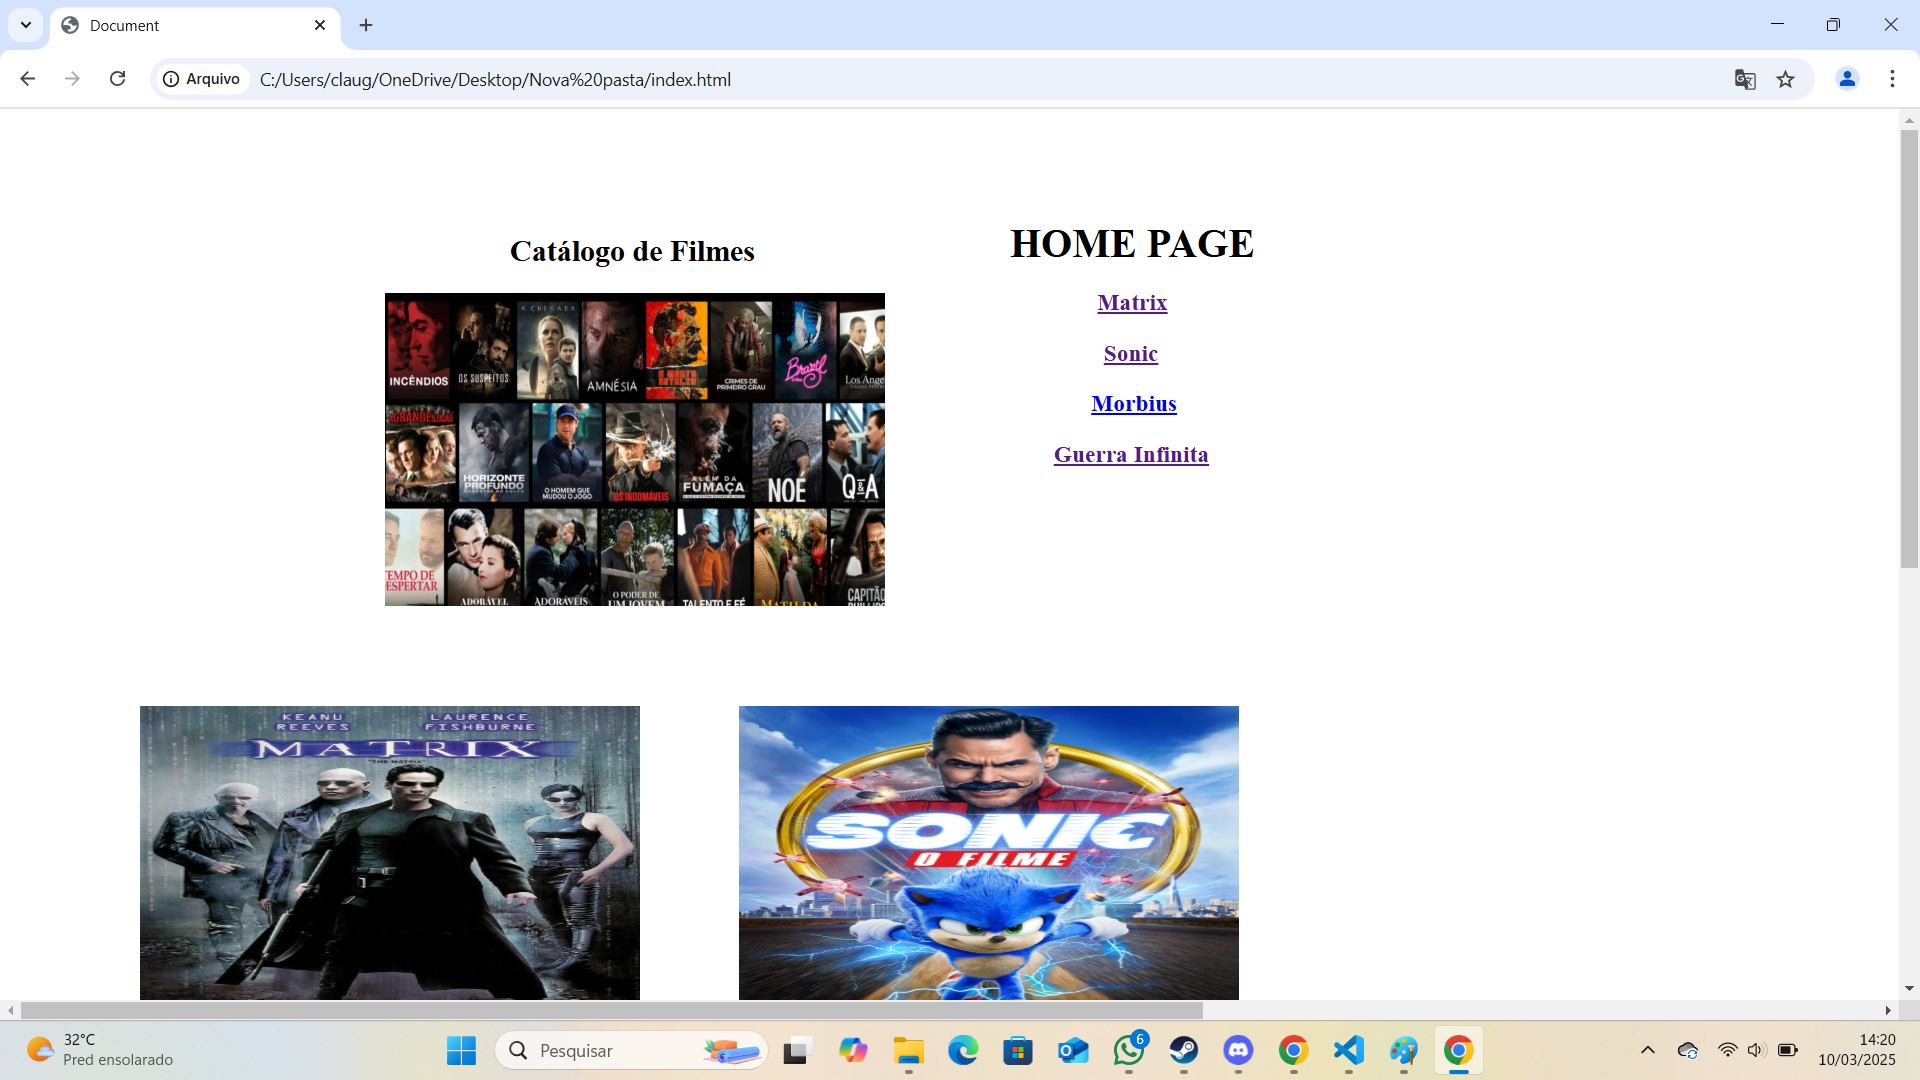 Document
Arquivo
C:/Users/claug/OneDrive/Desktop/Nova%20pasta/index.html
Catálogo de Filmes
HOME PAGE
Matrix
Sonic
Morbius
Guerra Infinita
A CHEGADA
INCÊNDIOS
OS SUSPEITOS
AMNÉSIA
CRIMES DE
PRIMEIRO GRAU
Brazil
Los Ange
HORIZONTE
PROFUNDO
O HOMEM QUE
MUDOU O JOGO
OS INDOMÁVEIS
ALÉM DA
FUMAÇA
NOÉ
Q&A
TEMPO DE
ESPERTAR
ADORÁVEL
ADORÁVEIS
O PODER DE
UM JOVEM
TALENTO E FÉ
MATILDA
CAPITÃO
PHILLIPS
KEANU
REEVES
LAURENCE
FISHBURNE
MATRIX
"THE MATRIX"
SONIC
O FILME
32°C
Pred ensolarado
Pesquisar
6
14:20
10/03/2025